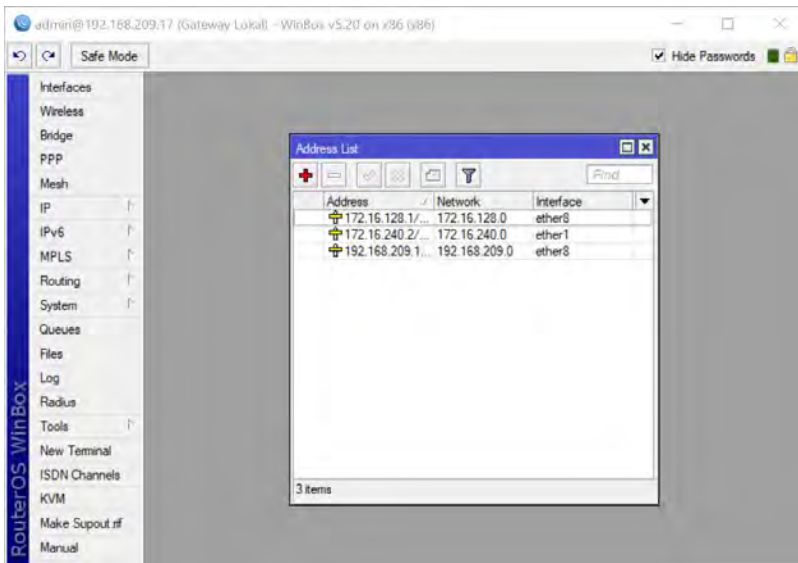 admin@192.168.209.17 (Gateway Lokal) - WinBox v5.20 on x86 (x86)
Safe Mode
Hide Passwords
Interfaces
Wireless
Bridge
PPP
Mesh
IP
IPv6
MPLS
Routing
System
Queues
Files
Log
Radius
Tools
New Terminal
ISDN Channels
KVM
Make Supout.rif
Manual
RouterOS WinBox
Address List
Find
Address Network Interface
172.16.128.1/... 172.16.128.0 ether8
172.16.240.2/... 172.16.240.0 ether1
192.168.209.1... 192.168.209.0 ether8
3 items